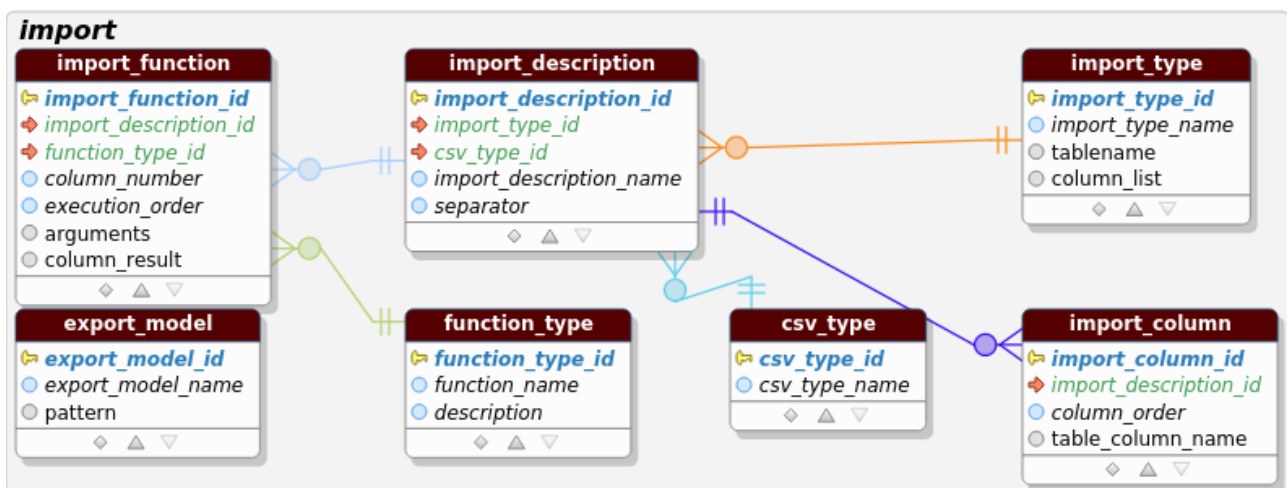 import
import_function
import_function_id
import_description_id
function_type_id
column_number
execution_order
arguments
column_result
import_description
import_description_id
import_type_id
csv_type_id
import_description_name
separator
import_type
import_type_id
import_type_name
tablename
column_list
export_model
export_model_id
export_model_name
pattern
function_type
function_type_id
function_name
description
csv_type
csv_type_id
csv_type_name
import_column
import_column_id
import_description_id
column_order
table_column_name